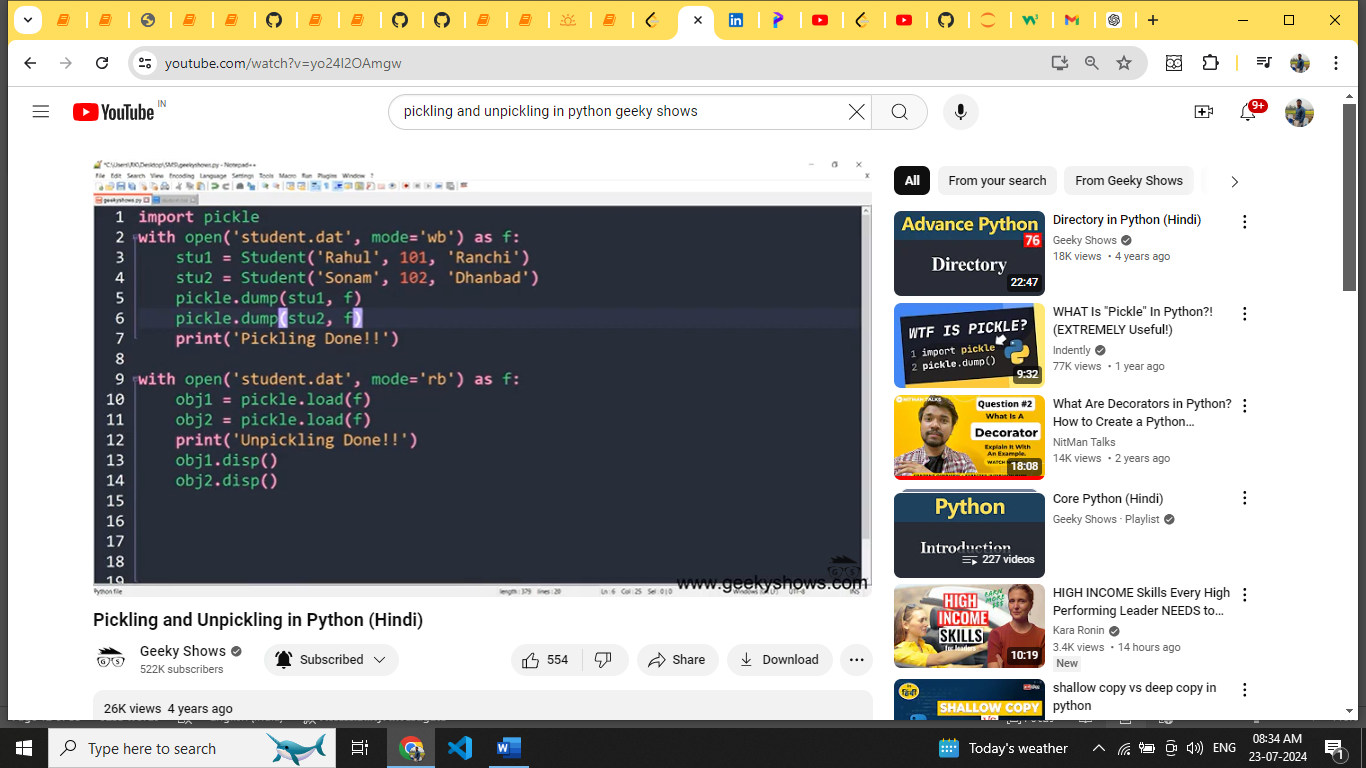 youtube.com/watch?v=yo24l2OAmgw
YouTube IN
pickling and unpickling in python geeky shows
9+
*C:\Users\RK\Desktop\SMS\geekyshows.py - Notepad++
File Edit Search View Encoding Language Settings Tools Macro Run Plugins Window ?
geekyshows.py
1 import pickle
2 with open('student.dat', mode='wb') as f:
3 stu1 = Student('Rahul', 101, 'Ranchi')
4 stu2 = Student('Sonam', 102, 'Dhanbad')
5 pickle.dump(stu1, f)
6 pickle.dump(stu2, f)
7 print('Pickling Done!!')
8
9 with open('student.dat', mode='rb') as f:
10 obj1 = pickle.load(f)
11 obj2 = pickle.load(f)
12 print('Unpickling Done!!')
13 obj1.disp()
14 obj2.disp()
15
16
17
18
19
www.geekyshows.com
Python file length : 379 lines : 20 Ln : 6 Col : 25 Sel : 0 | 0 UTF-8 INS
Pickling and Unpickling in Python (Hindi)
Geeky Shows
522K subscribers
Subscribed
554
Share
Download
26K views 4 years ago
All
From your search
From Geeky Shows
Advance Python
76
Directory
22:47
Directory in Python (Hindi)
Geeky Shows
18K views • 4 years ago
WTF IS PICKLE?
1 import pickle
2 pickle.dump()
9:32
WHAT Is "Pickle" In Python?!
(EXTREMELY Useful!)
Indently
77K views • 1 year ago
NITMAN TALKS
Question #2
What Is A
Decorator
Explain It With
An Example.
18:08
What Are Decorators in Python?
How to Create a Python...
NitMan Talks
14K views • 2 years ago
Python
Introduction
227 videos
Core Python (Hindi)
Geeky Shows · Playlist
HIGH
INCOME
SKILLS
for leaders
EARN
MORE
10:19
HIGH INCOME Skills Every High
Performing Leader NEEDS to...
Kara Ronin
3.4K views • 14 hours ago
New
हिन्दी
SHALLOW COPY
shallow copy vs deep copy in
python
Type here to search
Today's weather
ENG
08:34 AM
23-07-2024
1